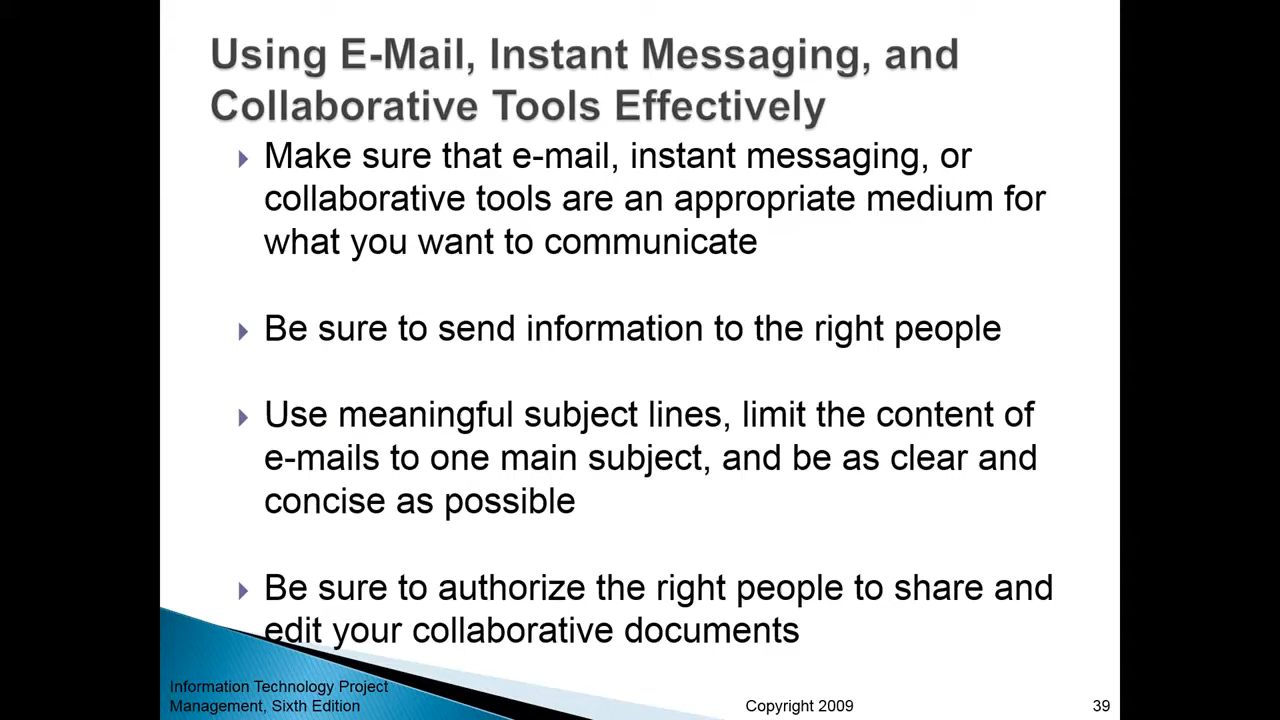 Using E-Mail, Instant Messaging, and
Collaborative Tools Effectively
Make sure that e-mail, instant messaging, or
collaborative tools are an appropriate medium for
what you want to communicate
Be sure to send information to the right people
Use meaningful subject lines, limit the content of
e-mails to one main subject, and be as clear and
concise as possible
Be sure to authorize the right people to share and
edit your collaborative documents
Information Technology Project
Management, Sixth Edition
Copyright 2009
39